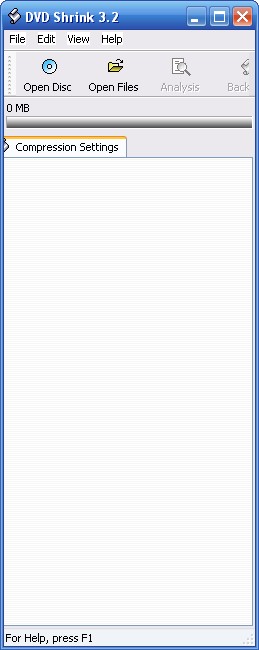 DVD Shrink 3.2
File Edit View Help
Open Disc Open Files Analysis Back
0 MB
Compression Settings
For Help, press F1